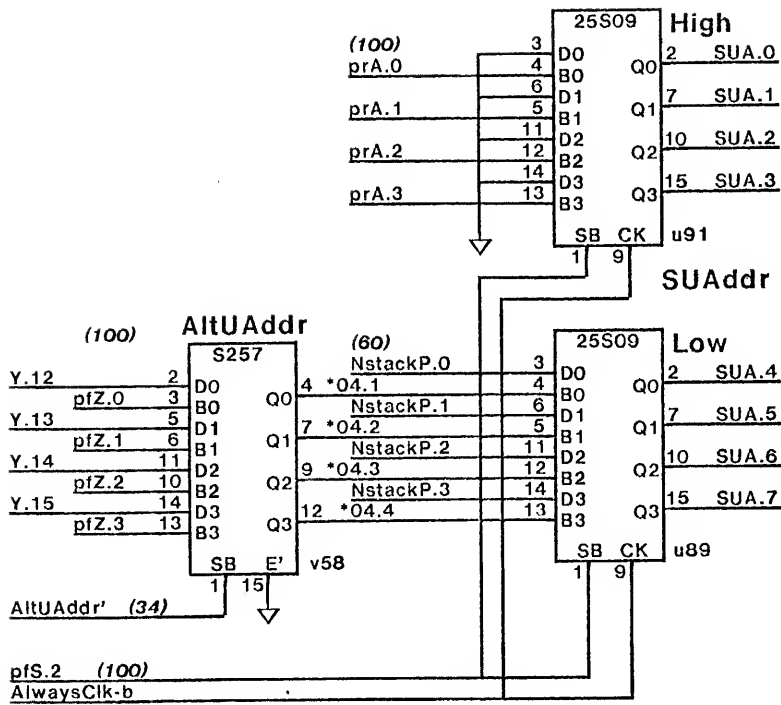 25S09 High
(100) 3 D0 2 SUA.0
prA.0 4 B0 Q0
6 D1 7 SUA.1
prA.1 5 B1 Q1
11 D2 10 SUA.2
prA.2 12 B2 Q2
14 D3 15 SUA.3
prA.3 13 B3 Q3
SB CK u91
1 9
SUAddr
(100) AltUAddr (60)
S257 25S09 Low
Y.12 2 D0 4 *04.1 NstackP.0 3 D0 2 SUA.4
pfZ.0 3 B0 Q0 4 B0 Q0
Y.13 5 D1 7 *04.2 NstackP.1 6 D1 7 SUA.5
pfZ.1 6 B1 Q1 5 B1 Q1
Y.14 11 D2 9 *04.3 NstackP.2 11 D2 10 SUA.6
pfZ.2 10 B2 Q2 12 B2 Q2
Y.15 14 D3 12 *04.4 NstackP.3 14 D3 15 SUA.7
pfZ.3 13 B3 Q3 13 B3 Q3
SB E' v58 SB CK u89
1 15 1 9
AltUAddr' (34)
pfS.2 (100)
AlwaysClk-b